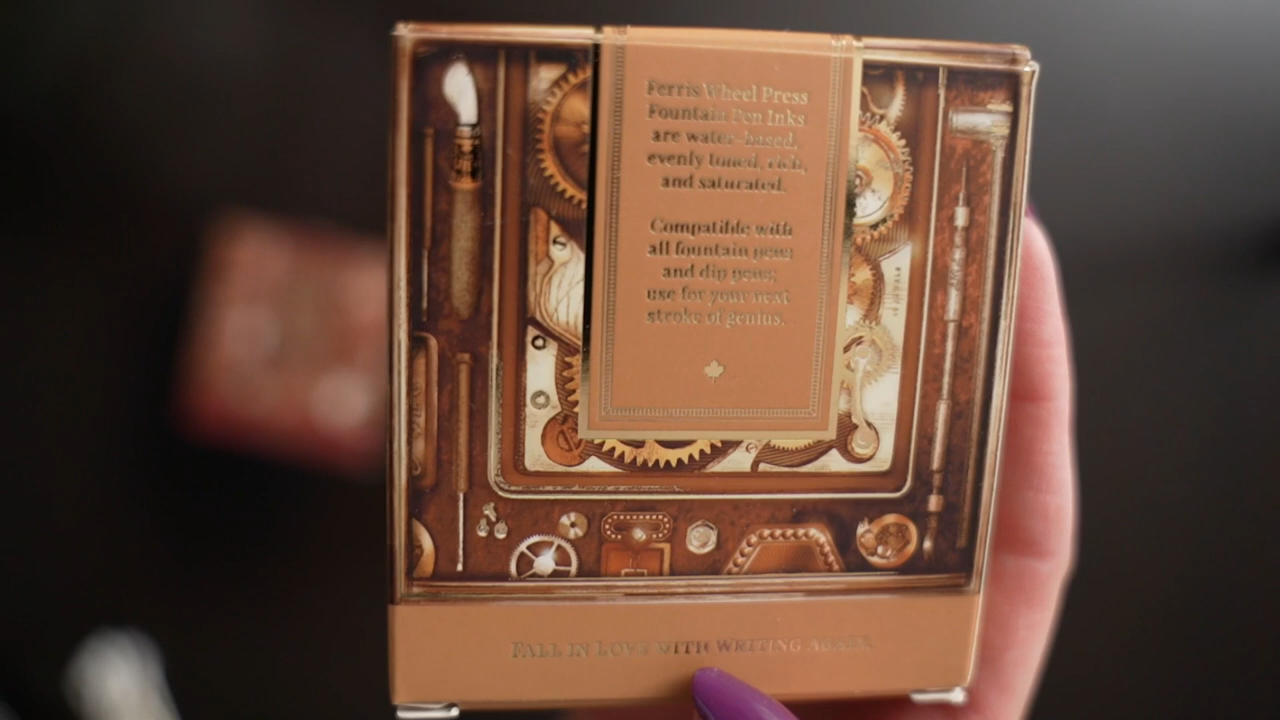 Ferris Wheel Press
Fountain Pen Inks
are water-based,
evenly toned, rich,
and saturated.
Compatible with
all fountain pens
and dip pens;
use for your next
stroke of genius.
FALL IN LOVE WITH WRITING AGAIN